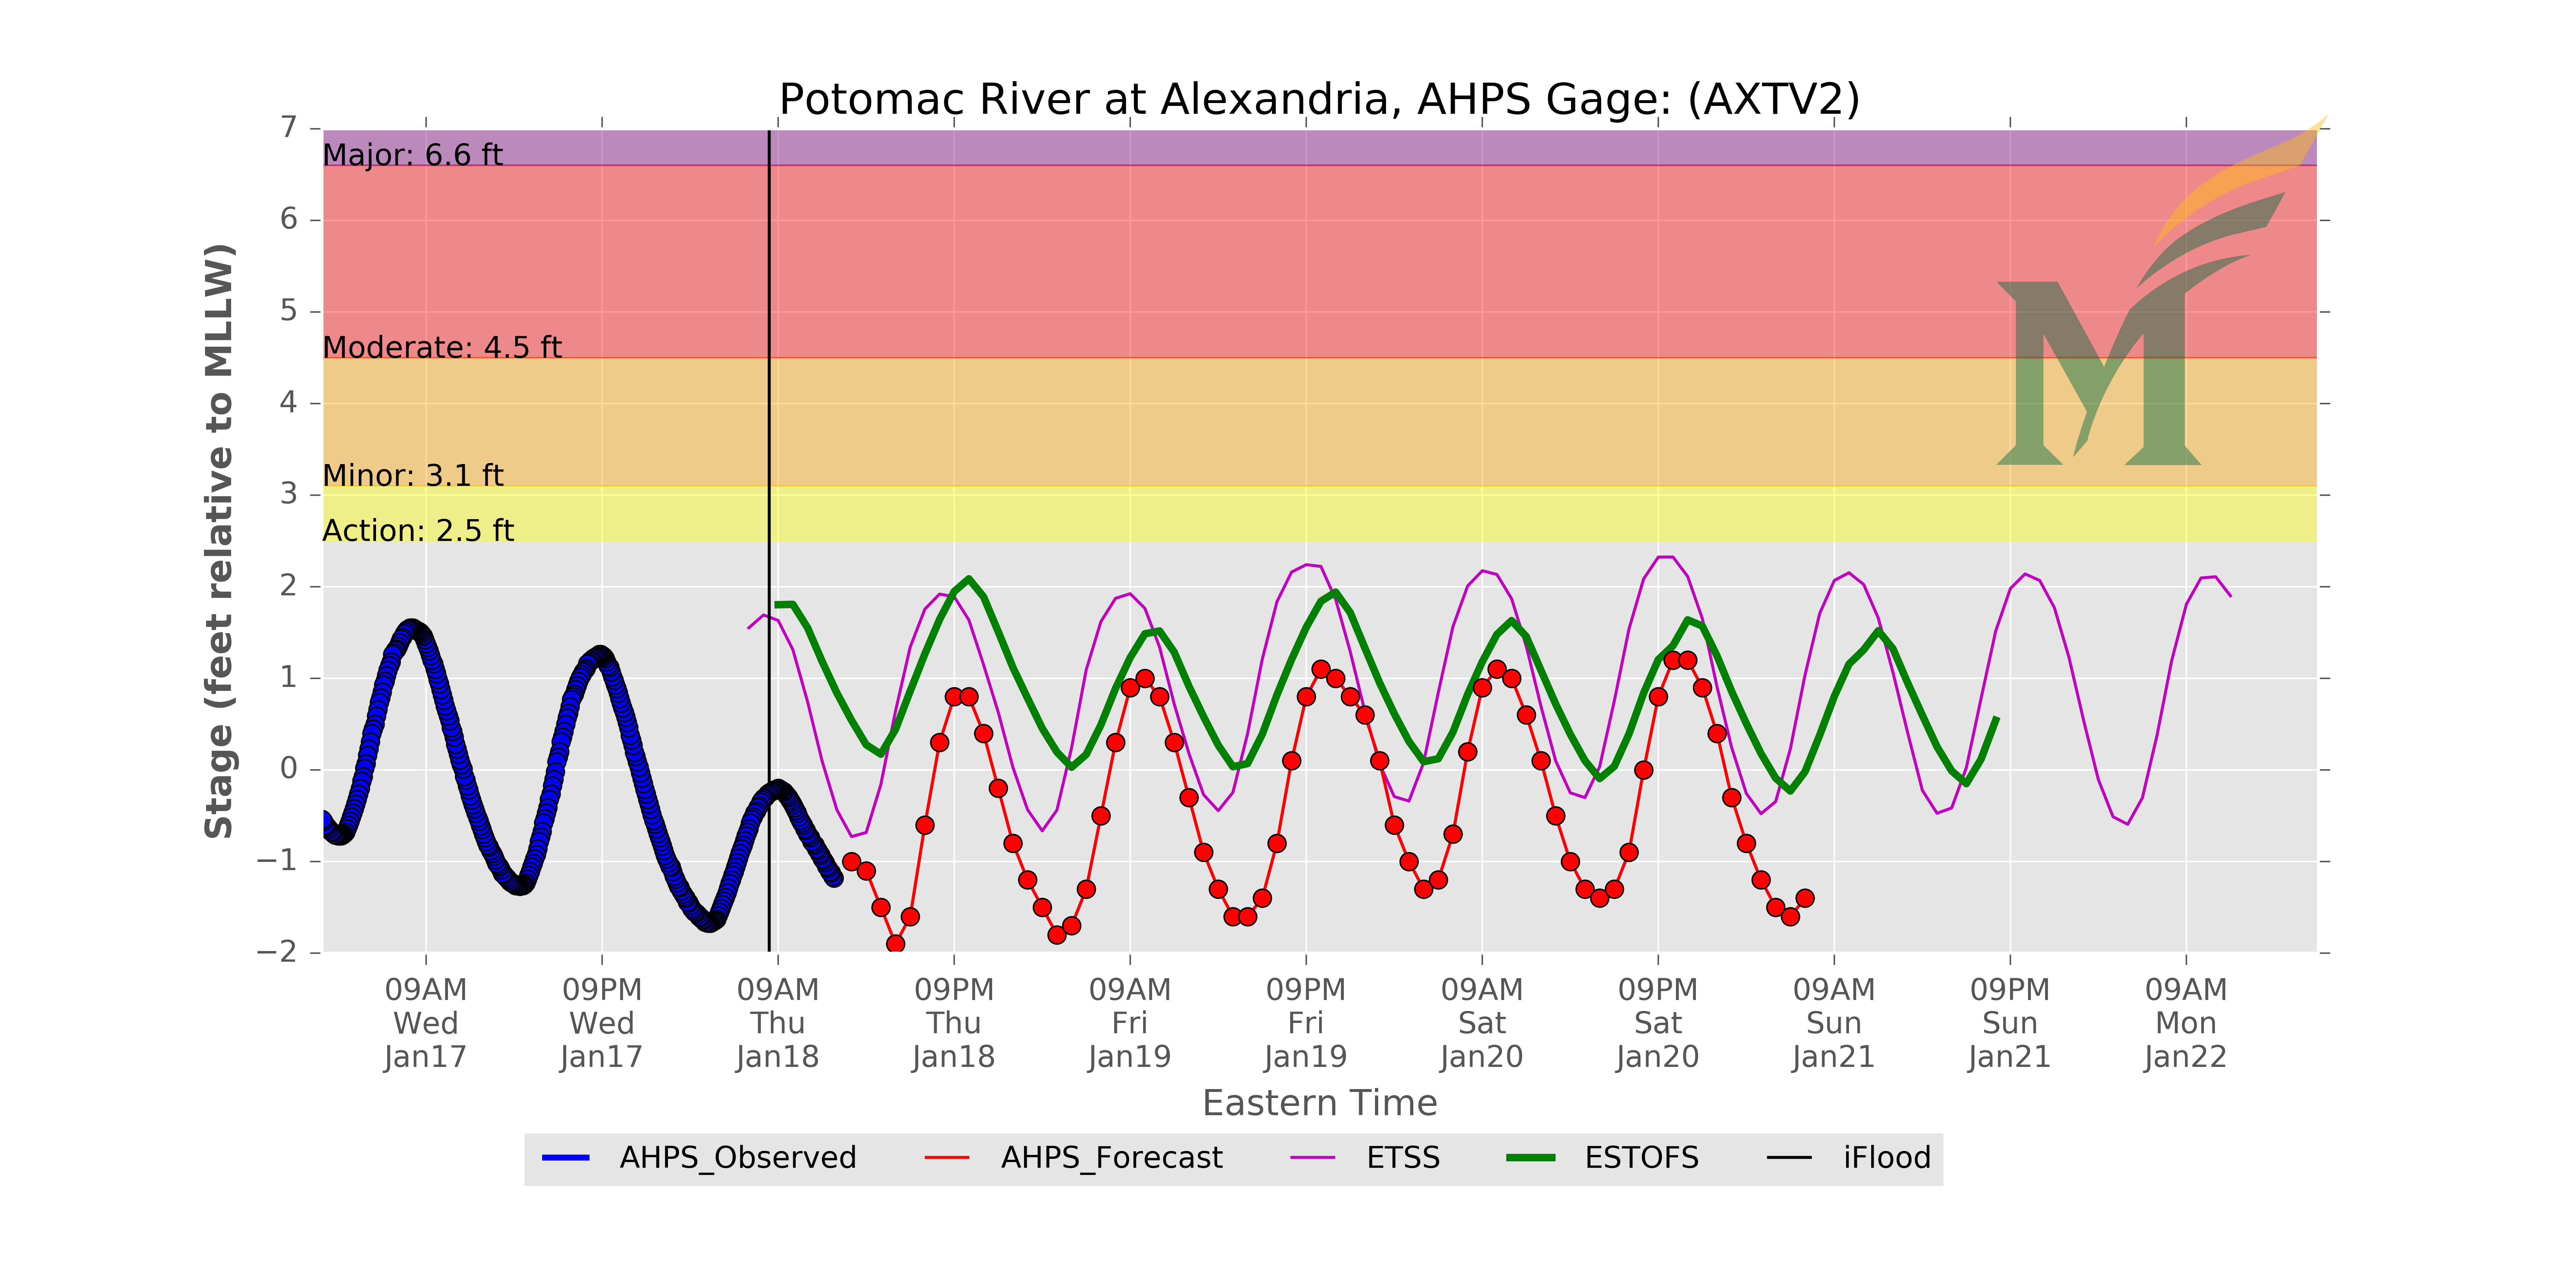 Potomac River at Alexandria, AHPS Gage: (AXTV2)
Stage (feet relative to MLLW)
7
6
5
4
3
2
1
0
−1
−2
Major: 6.6 ft
Moderate: 4.5 ft
Minor: 3.1 ft
Action: 2.5 ft
09AM
Wed
Jan17
09PM
Wed
Jan17
09AM
Thu
Jan18
09PM
Thu
Jan18
09AM
Fri
Jan19
09PM
Fri
Jan19
09AM
Sat
Jan20
09PM
Sat
Jan20
09AM
Sun
Jan21
09PM
Sun
Jan21
09AM
Mon
Jan22
Eastern Time
AHPS_Observed AHPS_Forecast ETSS ESTOFS iFlood